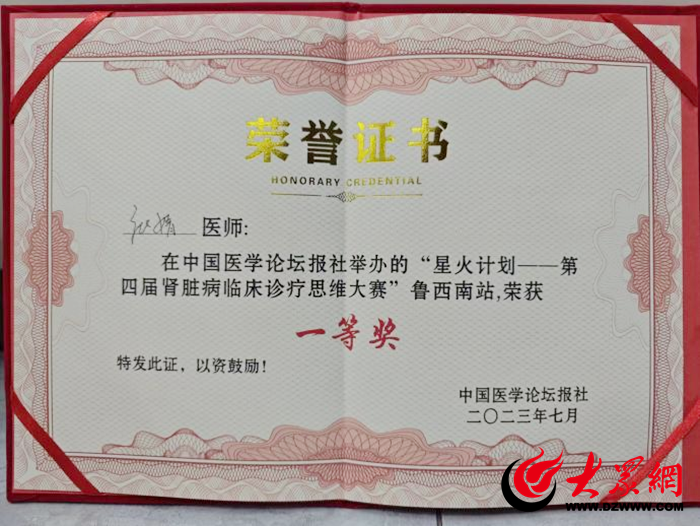 荣誉证书
HONORARY CREDENTIAL
医师:
在中国医学论坛报社举办的“星火计划——第
四届肾脏病临床诊疗思维大赛”鲁西南站,荣获
一等奖
特发此证，以资鼓励!
中国医学论坛报社
二〇二三年七月
大众網
WWW.DZWWW.COM